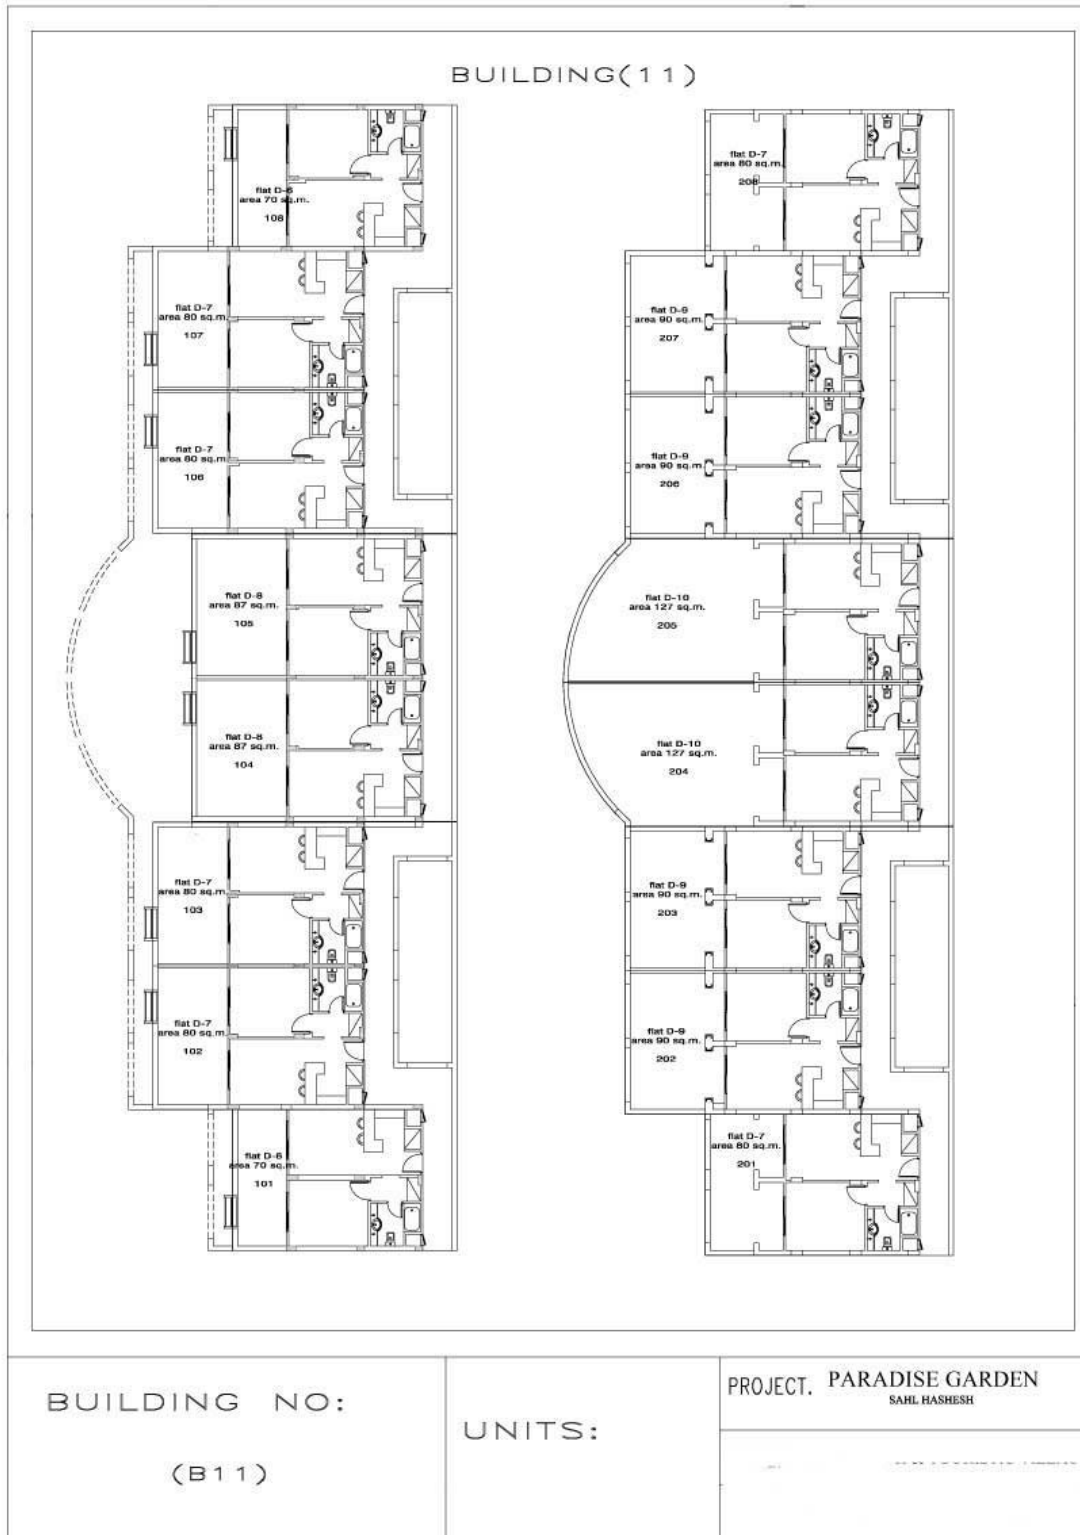 BUILDING(11)
flat D-6
area 70 sq.m.
108
flat D-7
area 80 sq.m.
107
flat D-7
area 80 sq.m.
106
flat D-8
area 87 sq.m.
105
flat D-8
area 87 sq.m.
104
flat D-7
area 80 sq.m.
103
flat D-7
area 80 sq.m.
102
flat D-6
area 70 sq.m.
101
flat D-7
area 80 sq.m.
208
flat D-9
area 90 sq.m.
207
flat D-9
area 90 sq.m.
206
flat D-10
area 127 sq.m.
205
flat D-10
area 127 sq.m.
204
flat D-9
area 90 sq.m.
203
flat D-9
area 90 sq.m.
202
flat D-7
area 80 sq.m.
201
BUILDING NO:
(B11)
UNITS:
PROJECT. PARADISE GARDEN
SAHL HASHESH